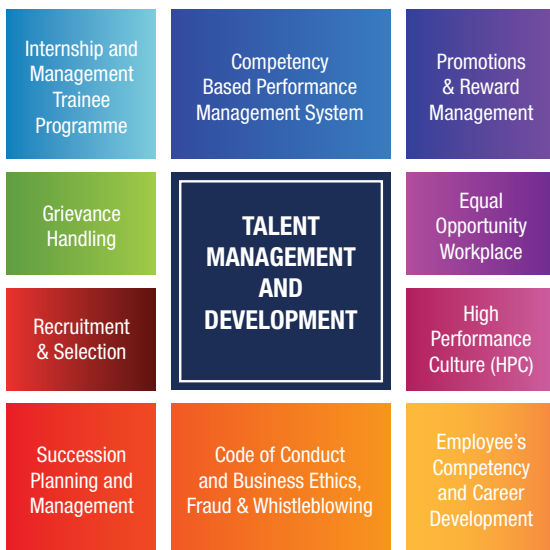 Internship and
Management
Trainee
Programme
Competency
Based Performance
Management System
Promotions
& Reward
Management
Grievance
Handling
TALENT
MANAGEMENT
AND
DEVELOPMENT
Equal
Opportunity
Workplace
Recruitment
& Selection
High
Performance
Culture (HPC)
Succession
Planning and
Management
Code of Conduct
and Business Ethics,
Fraud & Whistleblowing
Employee’s
Competency
and Career
Development